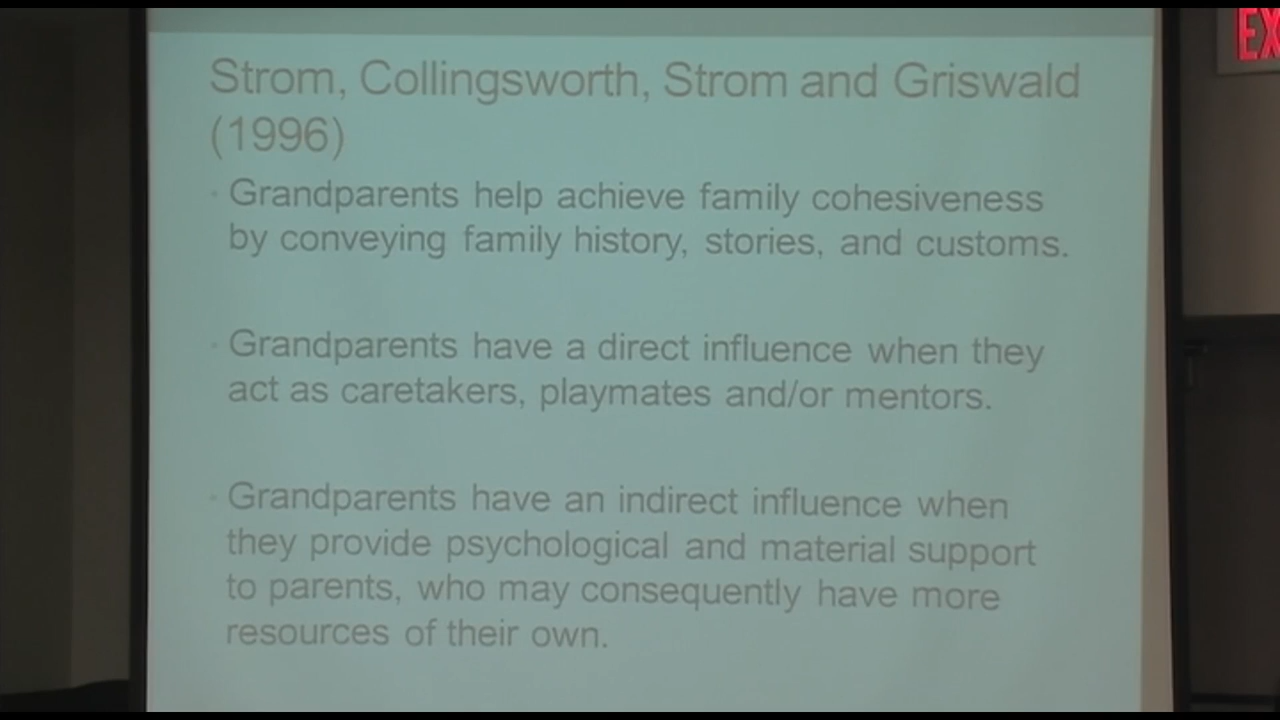 EX
Strom, Collingsworth, Strom and Griswald
(1996)
· Grandparents help achieve family cohesiveness
by conveying family history, stories, and customs.
· Grandparents have a direct influence when they
act as caretakers, playmates and/or mentors.
· Grandparents have an indirect influence when
they provide psychological and material support
to parents, who may consequently have more
resources of their own.